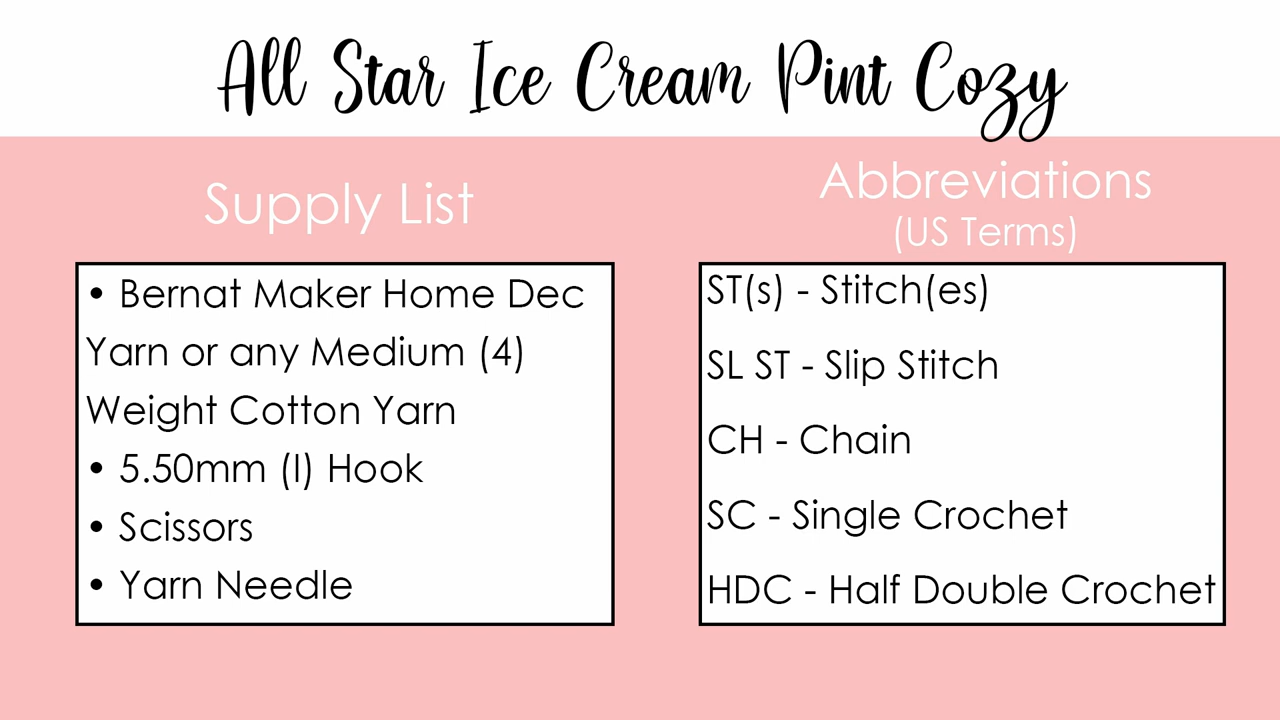 All Star Ice Cream Pint Cozy
Supply List
• Bernat Maker Home Dec
Yarn or any Medium (4)
Weight Cotton Yarn
• 5.50mm (I) Hook
• Scissors
• Yarn Needle
Abbreviations
(US Terms)
ST(s) - Stitch(es)
SL ST - Slip Stitch
CH - Chain
SC - Single Crochet
HDC - Half Double Crochet